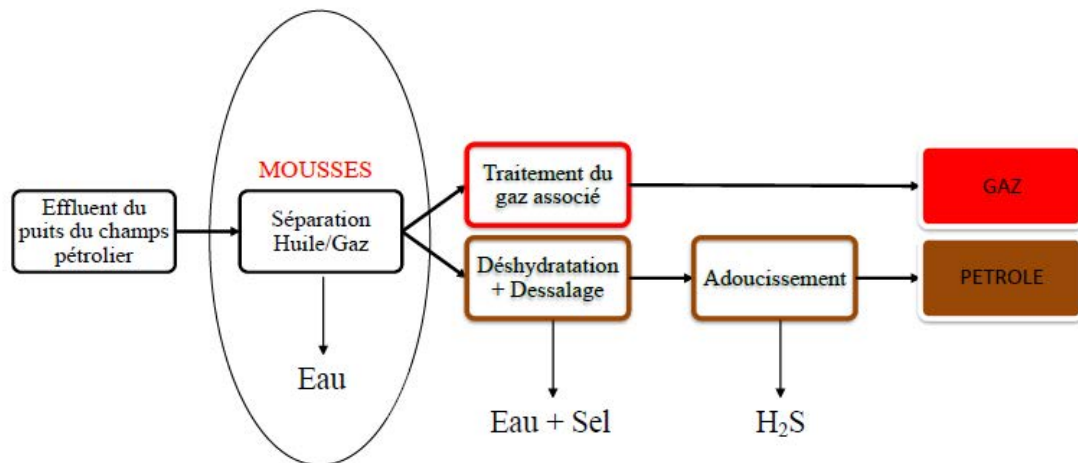 MOUSSES
Effluent du
puits du champs
pétrolier
Séparation
Huile/Gaz
Eau
Traitement du
gaz associé
GAZ
Déshydratation
+ Dessalage
Adoucissement
PETROLE
Eau + Sel
H₂S